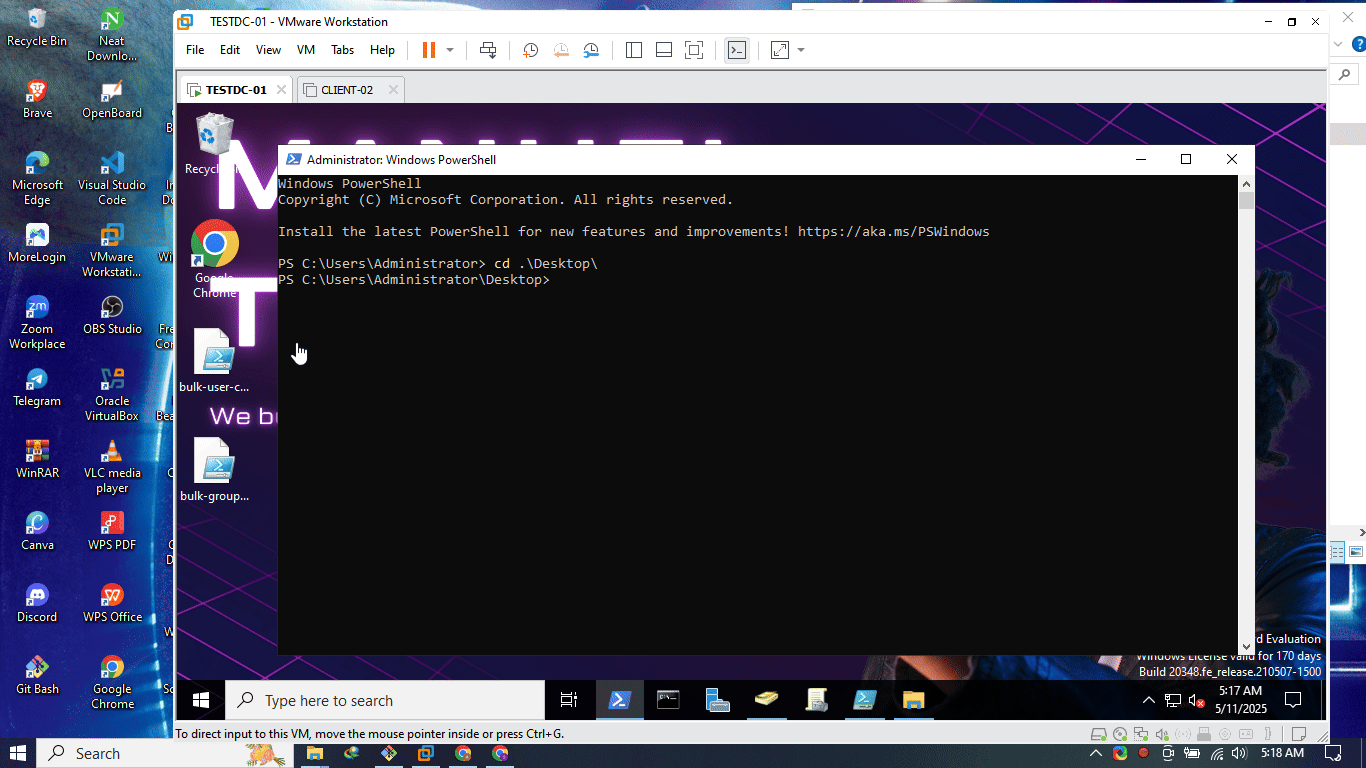 TESTDC-01 - VMware Workstation
File Edit View VM Tabs Help
TESTDC-01
CLIENT-02
Recycle Bin
Neat
Downlo...
Brave
OpenBoard
Microsoft
Edge
Visual Studio
Code
MoreLogin
VMware
Workstati...
Zoom
Workplace
OBS Studio
Telegram
Oracle
VirtualBox
WinRAR
VLC media
player
Canva
WPS PDF
Discord
WPS Office
Git Bash
Google
Chrome
Google
Chrome
bulk-user-c...
We
bulk-group...
Administrator: Windows PowerShell
Windows PowerShell
Copyright (C) Microsoft Corporation. All rights reserved.
Install the latest PowerShell for new features and improvements! https://aka.ms/PSWindows
PS C:\Users\Administrator> cd .\Desktop\
PS C:\Users\Administrator\Desktop>
Evaluation
Windows License valid for 170 days
Build 20348.fe_release.210507-1500
Type here to search
5:17 AM
5/11/2025
To direct input to this VM, move the mouse pointer inside or press Ctrl+G.
Search
5:18 AM